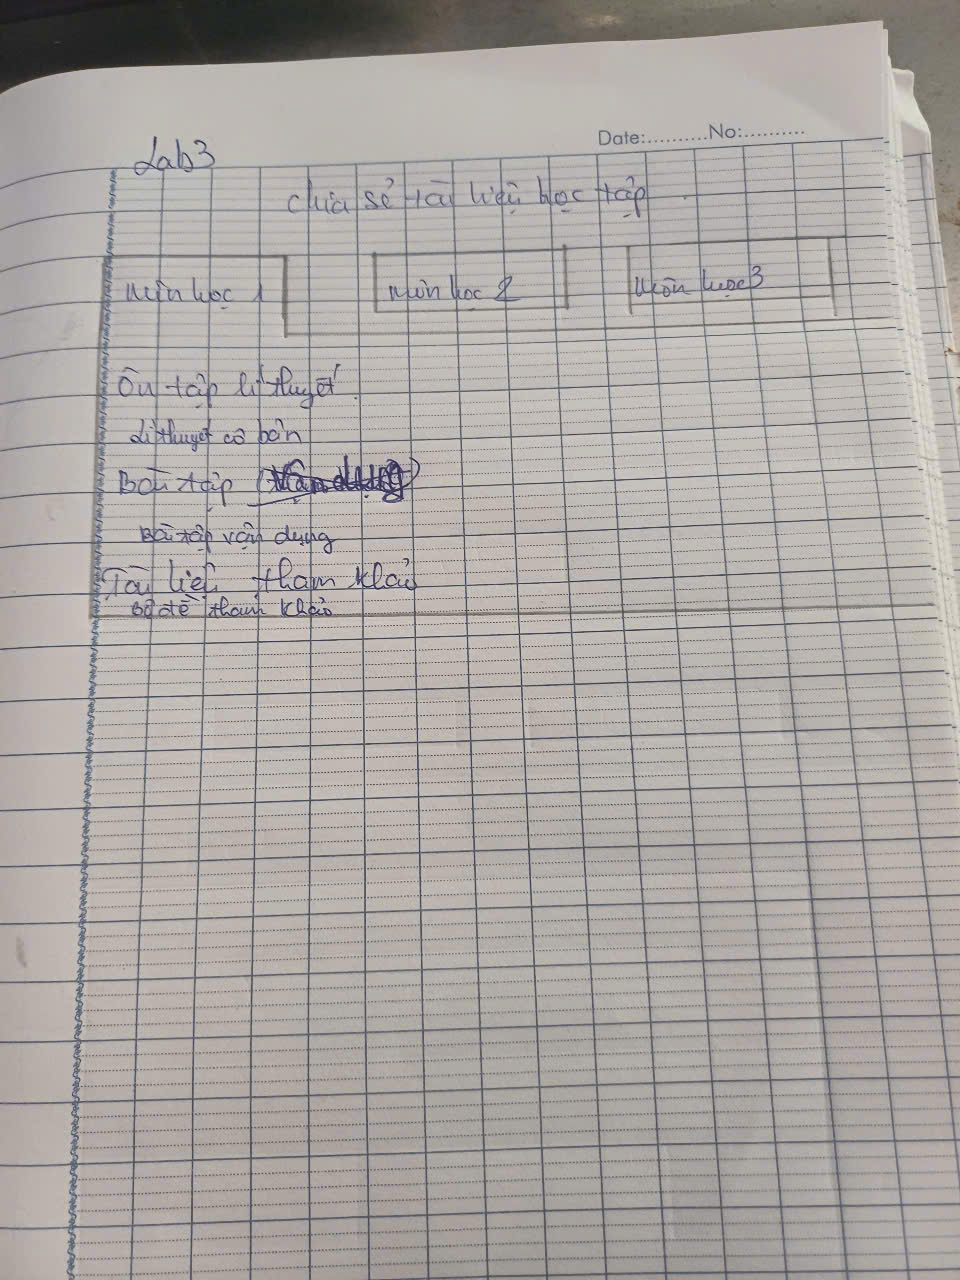 Date:..........No:..........
Lab3
chia sẻ tài liệu học tập
Môn học 1 Môn học 2 Môn học 3
Ôn tập lí thuyết
Lí thuyết cơ bản
Bài tập (vận dụng)
Bài tập vận dụng
Tài liệu tham khảo
Bộ đề tham khảo